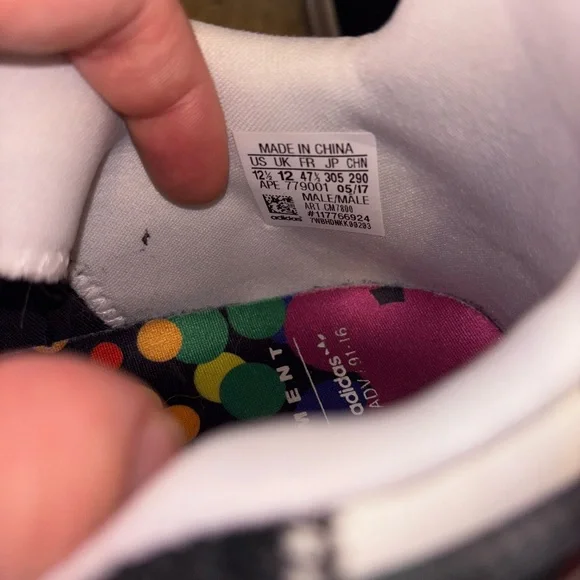 MADE IN CHINA
US UK FR JP CHN
12½ 12 47⅓ 305 290
APE 779001 05/17
MALE/MÂLE
ART CM7800
#117766924
adidas
MENT
adidas
ADV / 91-16